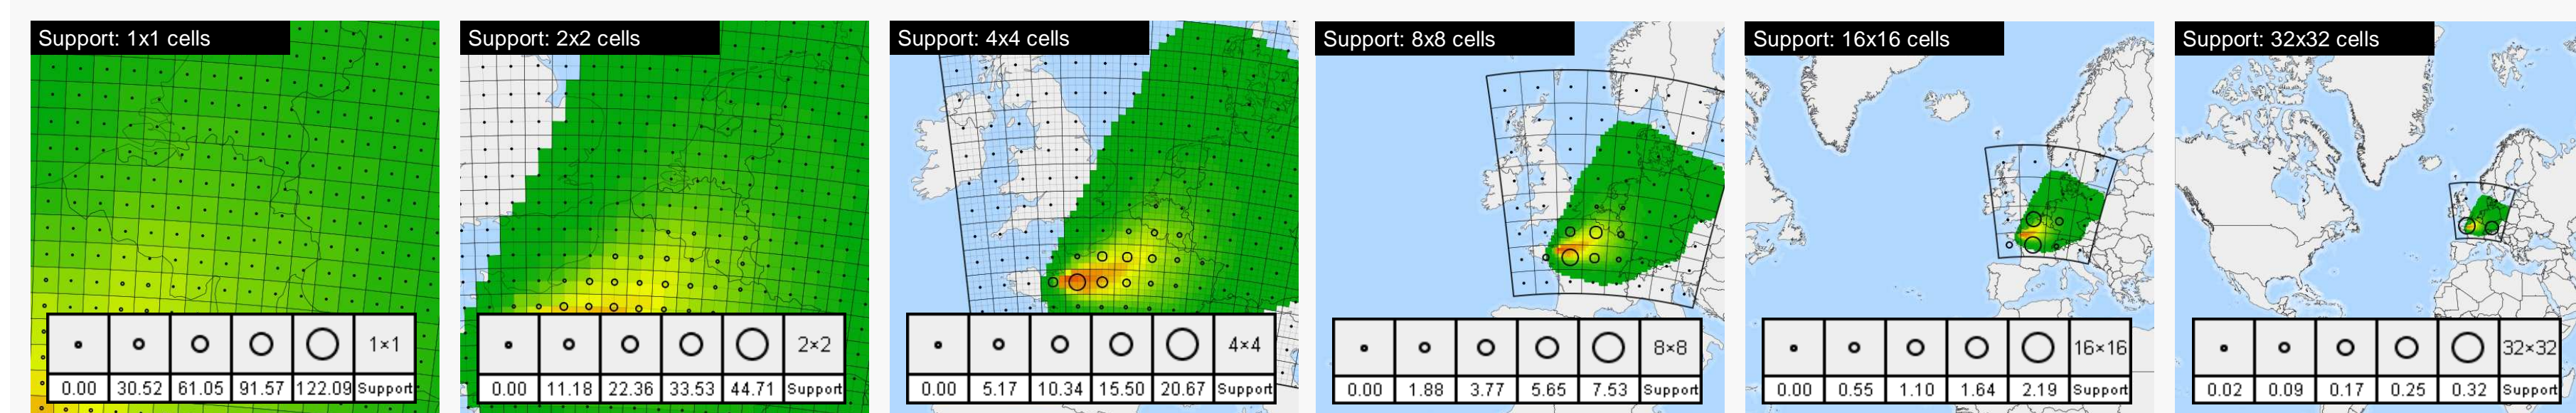 Support: 1x1 cells
1×1
0.00 30.52 61.05 91.57 122.09 Support
Support: 2x2 cells
2×2
0.00 11.18 22.36 33.53 44.71 Support
Support: 4x4 cells
4×4
0.00 5.17 10.34 15.50 20.67 Support
Support: 8x8 cells
8×8
0.00 1.88 3.77 5.65 7.53 Support
Support: 16x16 cells
16×16
0.00 0.55 1.10 1.64 2.19 Support
Support: 32x32 cells
32×32
0.02 0.09 0.17 0.25 0.32 Support